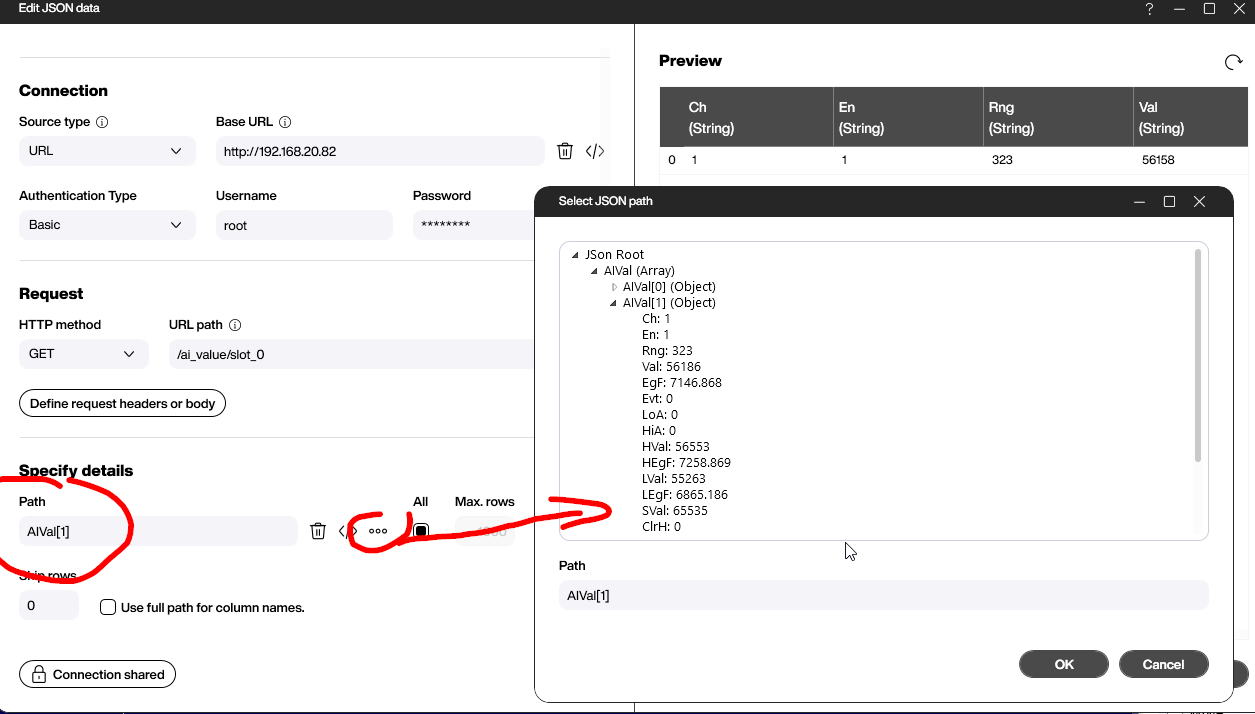 Edit JSON data
?
Connection
Source type
Base URL
URL
http://192.168.20.82
Authentication Type
Username
Password
Basic
root
********
Request
HTTP method
URL path
GET
/ai_value/slot_0
Define request headers or body
Specify details
Path
All
Max. rows
AIVal[1]
Skip rows
0
Use full path for column names.
Connection shared
Preview
Ch
(String)
En
(String)
Rng
(String)
Val
(String)
0 1 1 323 56158
Select JSON path
JSon Root
AIVal (Array)
AIVal[0] (Object)
AIVal[1] (Object)
Ch: 1
En: 1
Rng: 323
Val: 56186
EgF: 7146.868
Evt: 0
LoA: 0
HiA: 0
HVal: 56553
HEgF: 7258.869
LVal: 55263
LEgF: 6865.186
SVal: 65535
ClrH: 0
Path
AIVal[1]
OK
Cancel